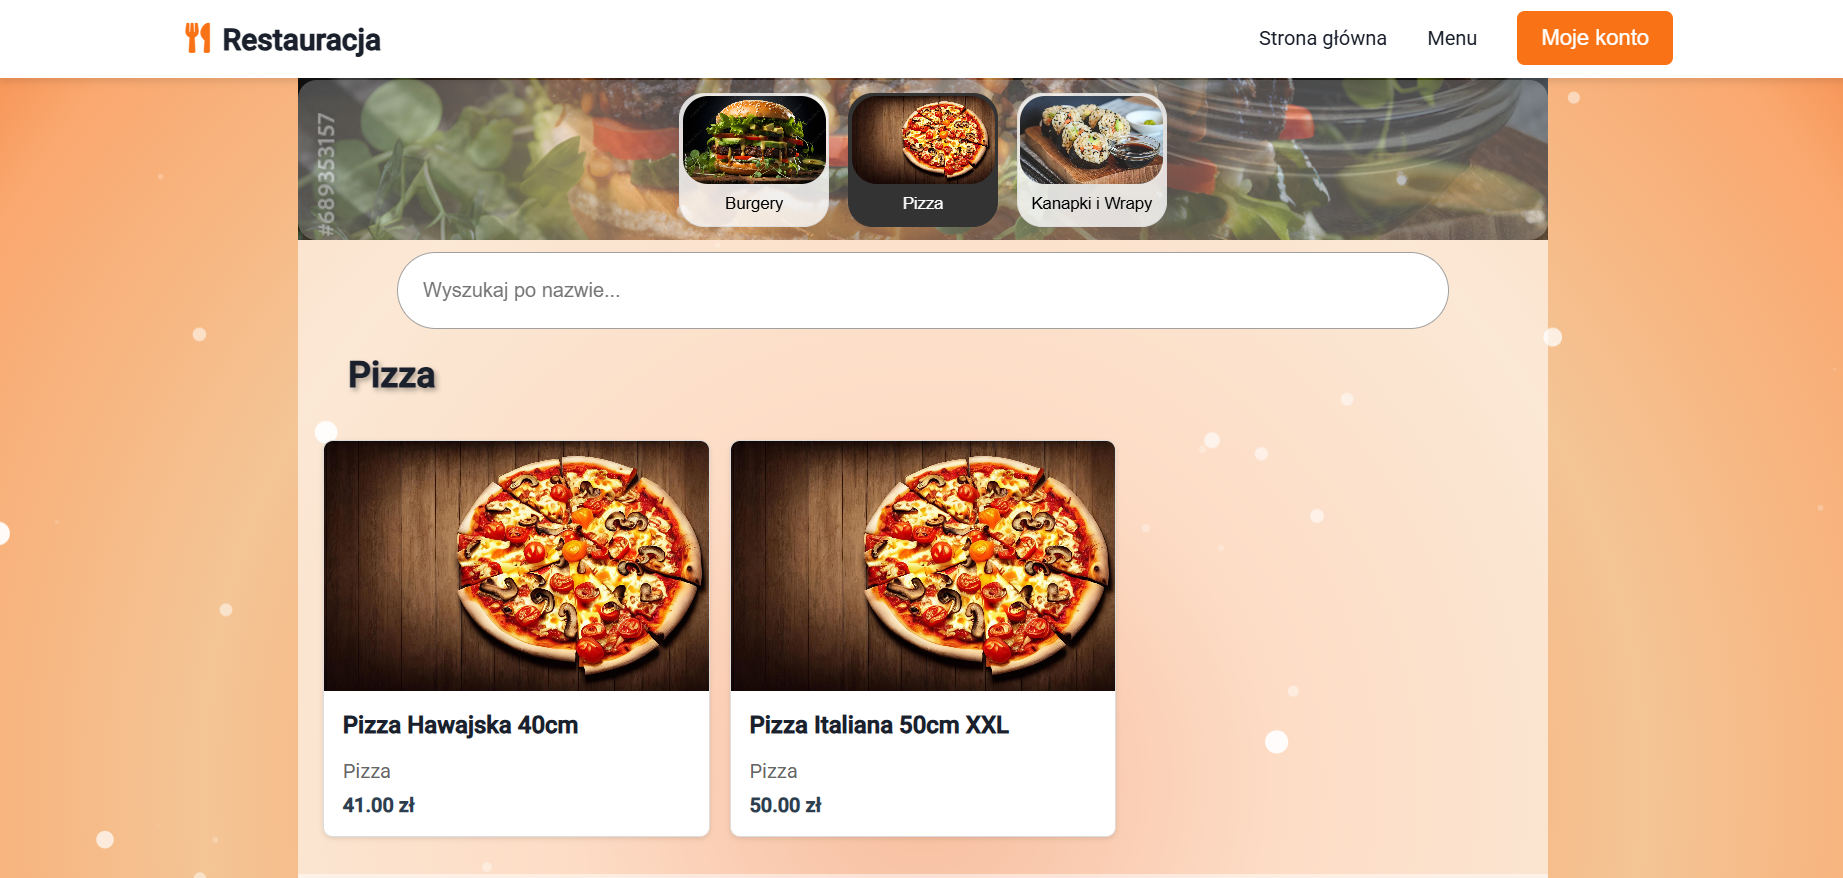 Restauracja
Strona główna
Menu
Moje konto
#689353157
Burgery
Pizza
Kanapki i Wrapy
Wyszukaj po nazwie...
Pizza
Pizza Hawajska 40cm
Pizza
41.00 zł
Pizza Italiana 50cm XXL
Pizza
50.00 zł